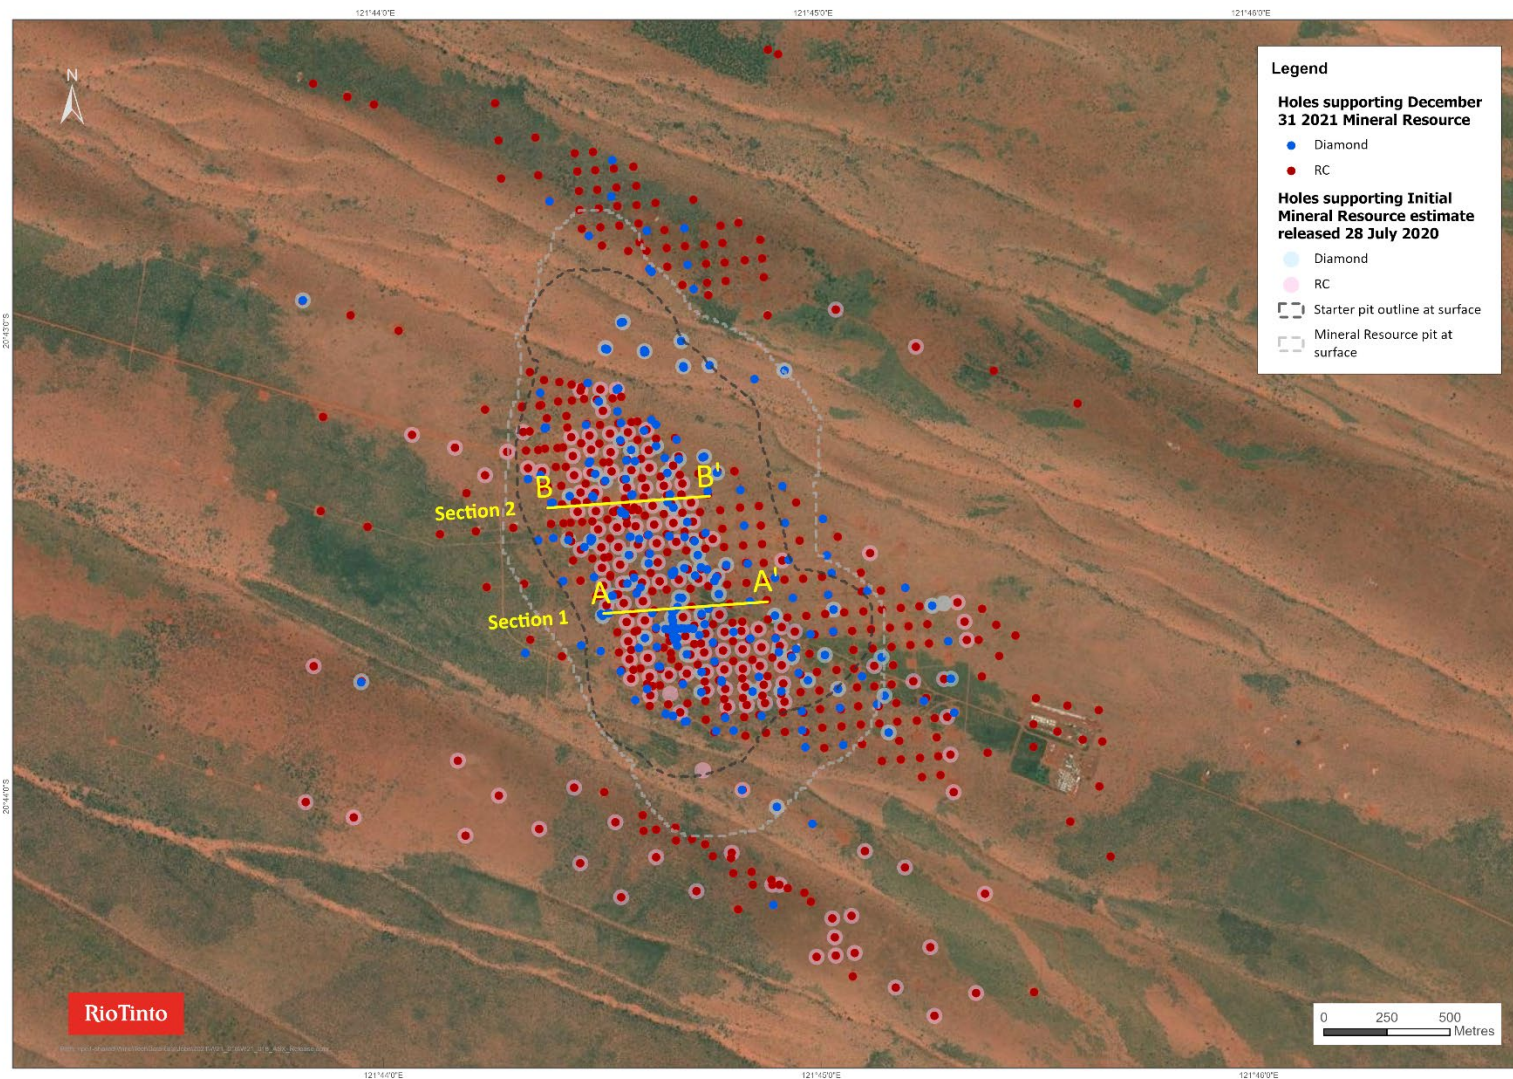 121°44'0"E
121°45'0"E
121°46'0"E
N
Legend
Holes supporting December
31 2021 Mineral Resource
Diamond
RC
Holes supporting Initial
Mineral Resource estimate
released 28 July 2020
Diamond
RC
Starter pit outline at surface
Mineral Resource pit at
surface
20°43'0"S
B
B'
Section 2
A
A'
Section 1
20°44'0"S
RioTinto
0 250 500
Metres
121°44'0"E
121°45'0"E
121°46'0"E